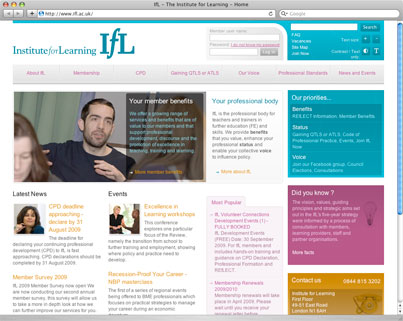 IfL - The Institute for Learning - Home
http://www.ifl.ac.uk/
Google
Institute for Learning IfL
Member user name:
Password:
Log in
FAQ
Vacancies
Site Map
Job Now
Search
Text size
Contrast / Text only
About IfL
Membership
CPD
Gaining QTLS or ATLS
Our Voice
Professional Standards
News and Events
Your member benefits
We offer a growing range of
services and benefits that are of
value to our members and that
support professional
development, discourse and the
promotion of excellence in
teaching, training and learning.
More member benefits
Your professional body
IfL is the professional body for
teachers and trainers in
further education (FE) and
skills. We provide benefits
that you value, enhance your
professional status and
enable your collective voice
to influence policy.
More about IfL
Our priorities...
Benefits
REfLECT Information, Member Benefits.
Status
Gaining QTLS or ATLS, Code of
Professional Practice, Events, Join IfL
Now
Voice
Join our Facebook group, Council
Elections, Consultations.
Latest News
CPD deadline
approaching -
declare by 31
August 2009
The deadline for
declaring your continuing professional
development (CPD) to IfL is fast
approaching. CPD declarations should be
completed by 31 August 2009.
Member Survey 2009
IfL 2009 Member Survey now open! We
are now conducting our second annual
member survey, this survey will allow us
to take a more in depth look at how we
can further improve our services for you.
Events
Excellence in
Learning workshops
This conference
explores one particular
focus of the Review,
namely the transition from school to
further training and employment, showing
where policy and practice need to
develop.
Recession-Proof Your Career -
NBP masterclass
The first of a series of regional events
being offered to BME professionals which
focuses on practical strategies to manage
your career during an economic
Most Popular
IfL Volunteer Connections
Development Events (1) -
FULLY BOOKED
IfL Development Events
(FREE) Date: 30 September
2009. For IfL members and
includes hands-on training and
guidance on CPD Declaration,
Professional Formation and
REfLECT.
Membership Renewals
2009/2010
Membership renewals will take
place in April 2009. Please
wait until you receive your
Did you know ?
The vision, values, guiding
principles and strategic aims set
out in the IfL's five-year strategy
were informed by a process of
consultation with members,
learning providers, staff and
partner organisations.
More facts
Contact us
0844 815 3202
Institute for Learning
First Floor
49-51 East Road
London N1 6AH